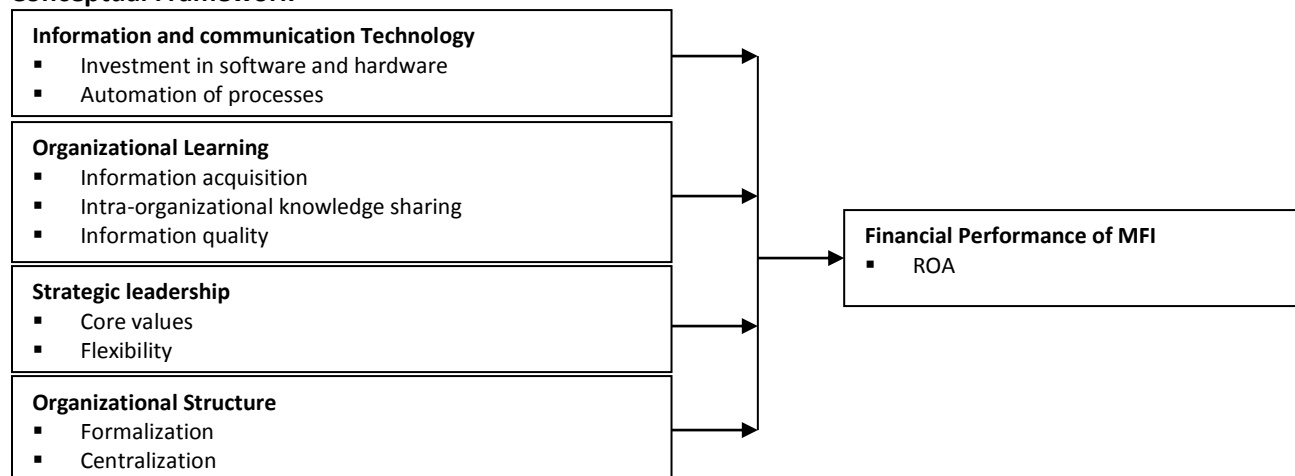 Conceptual Framework
Information and communication Technology
▪ Investment in software and hardware
▪ Automation of processes
Organizational Learning
▪ Information acquisition
▪ Intra-organizational knowledge sharing
▪ Information quality
Strategic leadership
▪ Core values
▪ Flexibility
Organizational Structure
▪ Formalization
▪ Centralization
Financial Performance of MFI
▪ ROA